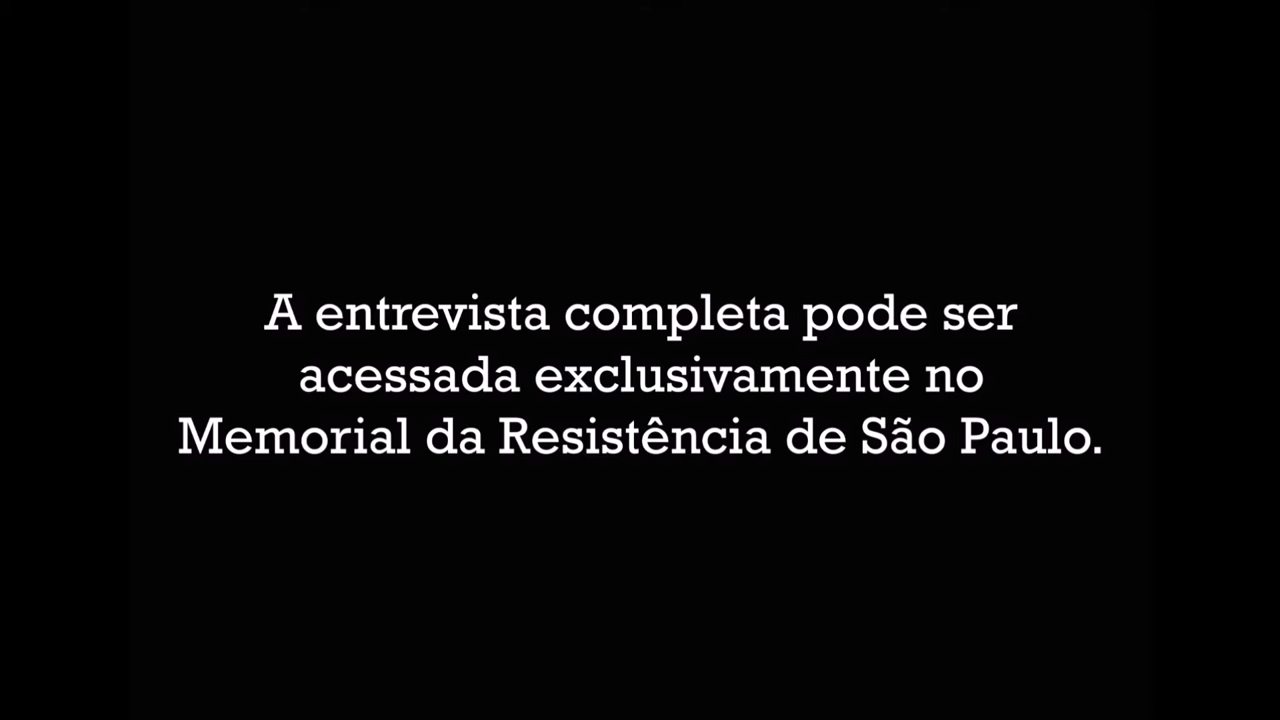 A entrevista completa pode ser
acessada exclusivamente no
Memorial da Resistência de São Paulo.